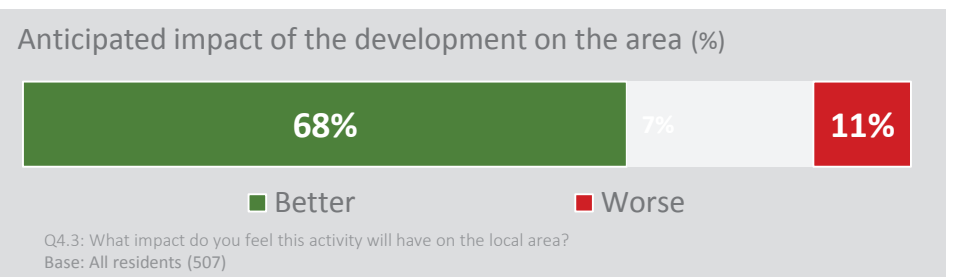 Anticipated impact of the development on the area (%)
68% 7% 11%
Better Worse
Q4.3: What impact do you feel this activity will have on the local area?
Base: All residents (507)